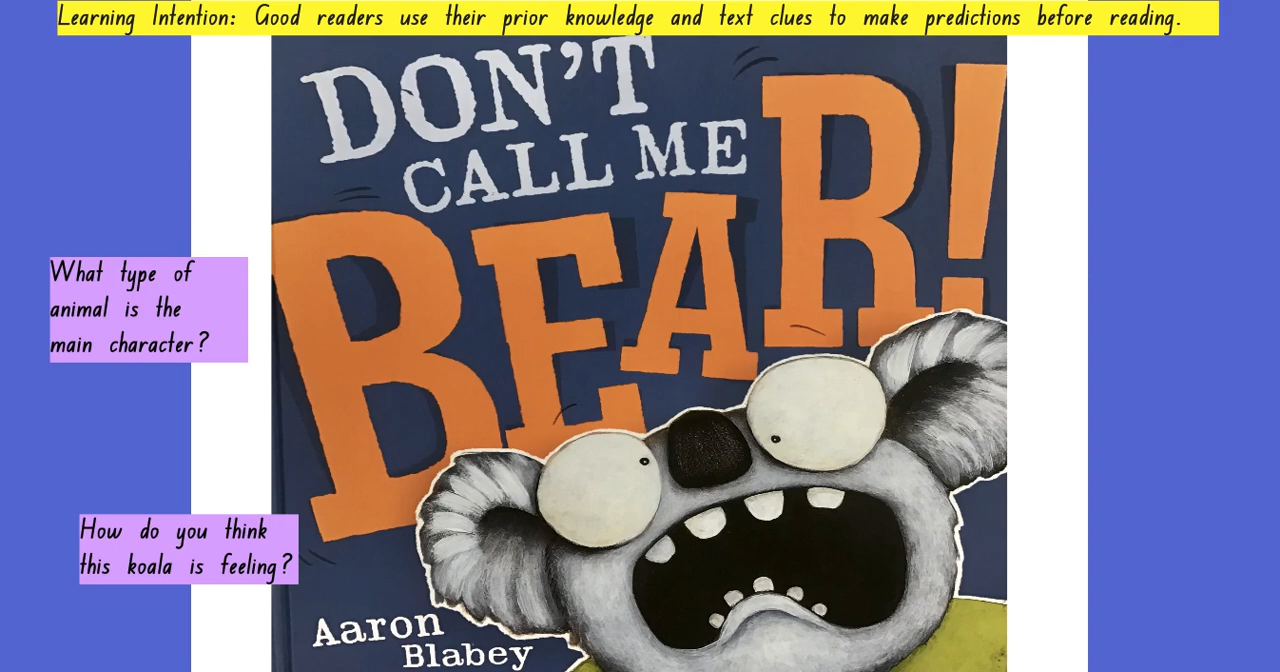 Learning Intention: Good readers use their prior knowledge and text clues to make predictions before reading.
DON'T
CALL ME
BEAR!
What type of
animal is the
main character?
How do you think
this koala is feeling?
Aaron
Blabey